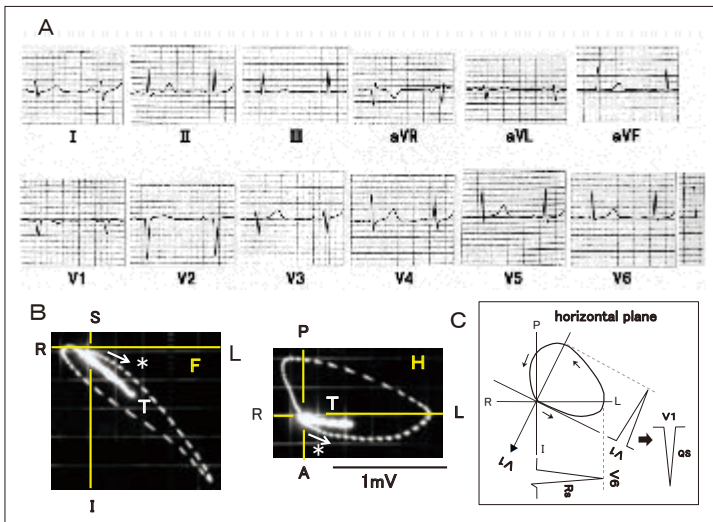 A
I II III aVR aVL aVF
V1 V2 V3 V4 V5 V6
B
S
R F L
*
T
I
P
H
R T L
*
A
1mV
C
horizontal plane
P
R L
V1
I
V1
V6
Rs
V1
QS